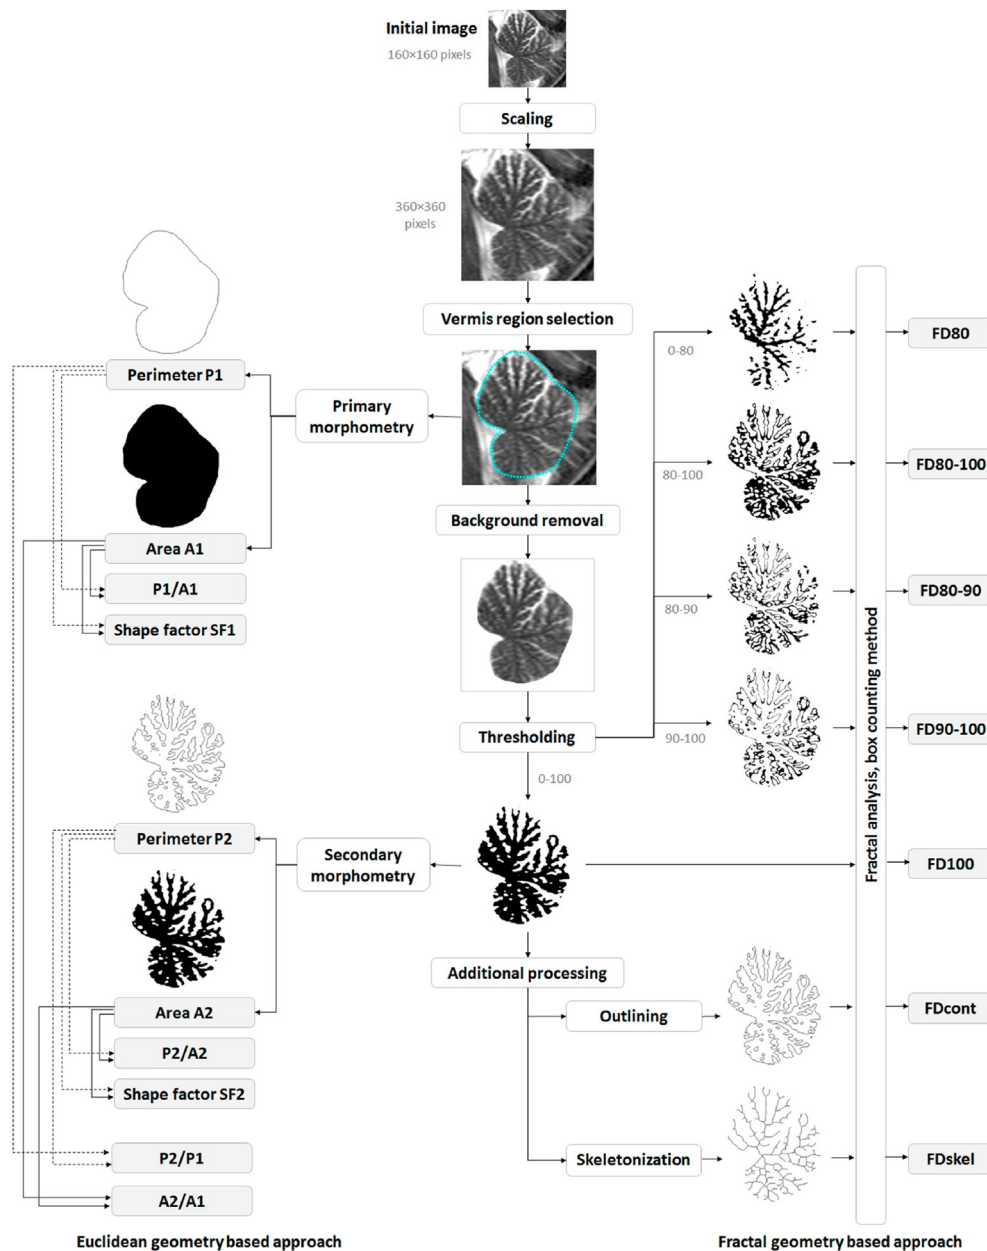 Initial image
160×160 pixels
Scaling
360×360
pixels
Vermis region selection
Primary
morphometry
Perimeter P1
Area A1
P1/A1
Shape factor SF1
Background removal
Thresholding
0-80
80-100
80-90
90-100
0-100
FD80
FD80-100
FD80-90
FD90-100
Fractal analysis, box counting method
FD100
Secondary
morphometry
Perimeter P2
Area A2
P2/A2
Shape factor SF2
P2/P1
A2/A1
Additional processing
Outlining
FDcont
Skeletonization
FDskel
Euclidean geometry based approach
Fractal geometry based approach